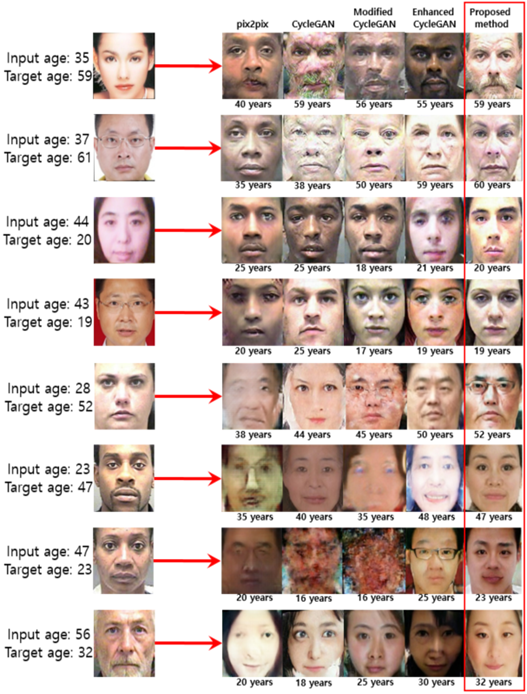 pix2pix CycleGAN Modified CycleGAN Enhanced CycleGAN Proposed method
Input age: 35
Target age: 59
40 years 59 years 56 years 55 years 59 years
Input age: 37
Target age: 61
35 years 38 years 50 years 59 years 60 years
Input age: 44
Target age: 20
25 years 25 years 18 years 21 years 20 years
Input age: 43
Target age: 19
20 years 25 years 17 years 19 years 19 years
Input age: 28
Target age: 52
38 years 44 years 45 years 50 years 52 years
Input age: 23
Target age: 47
35 years 40 years 35 years 48 years 47 years
Input age: 47
Target age: 23
20 years 16 years 16 years 25 years 23 years
Input age: 56
Target age: 32
20 years 18 years 25 years 30 years 32 years